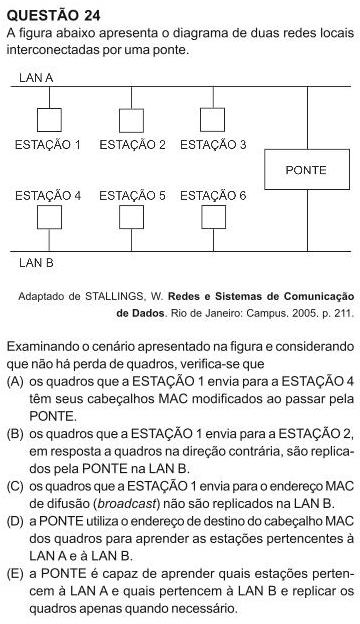 QUESTÃO 24
A figura abaixo apresenta o diagrama de duas redes locais
interconectadas por uma ponte.
LAN A
ESTAÇÃO 1 ESTAÇÃO 2 ESTAÇÃO 3
PONTE
ESTAÇÃO 4 ESTAÇÃO 5 ESTAÇÃO 6
LAN B
Adaptado de STALLINGS, W. Redes e Sistemas de Comunicação
de Dados. Rio de Janeiro: Campus. 2005. p. 211.
Examinando o cenário apresentado na figura e considerando
que não há perda de quadros, verifica-se que
(A) os quadros que a ESTAÇÃO 1 envia para a ESTAÇÃO 4
têm seus cabeçalhos MAC modificados ao passar pela
PONTE.
(B) os quadros que a ESTAÇÃO 1 envia para a ESTAÇÃO 2,
em resposta a quadros na direção contrária, são replica-
dos pela PONTE na LAN B.
(C) os quadros que a ESTAÇÃO 1 envia para o endereço MAC
de difusão (broadcast) não são replicados na LAN B.
(D) a PONTE utiliza o endereço de destino do cabeçalho MAC
dos quadros para aprender as estações pertencentes à
LAN A e à LAN B.
(E) a PONTE é capaz de aprender quais estações perten-
cem à LAN A e quais pertencem à LAN B e replicar os
quadros apenas quando necessário.